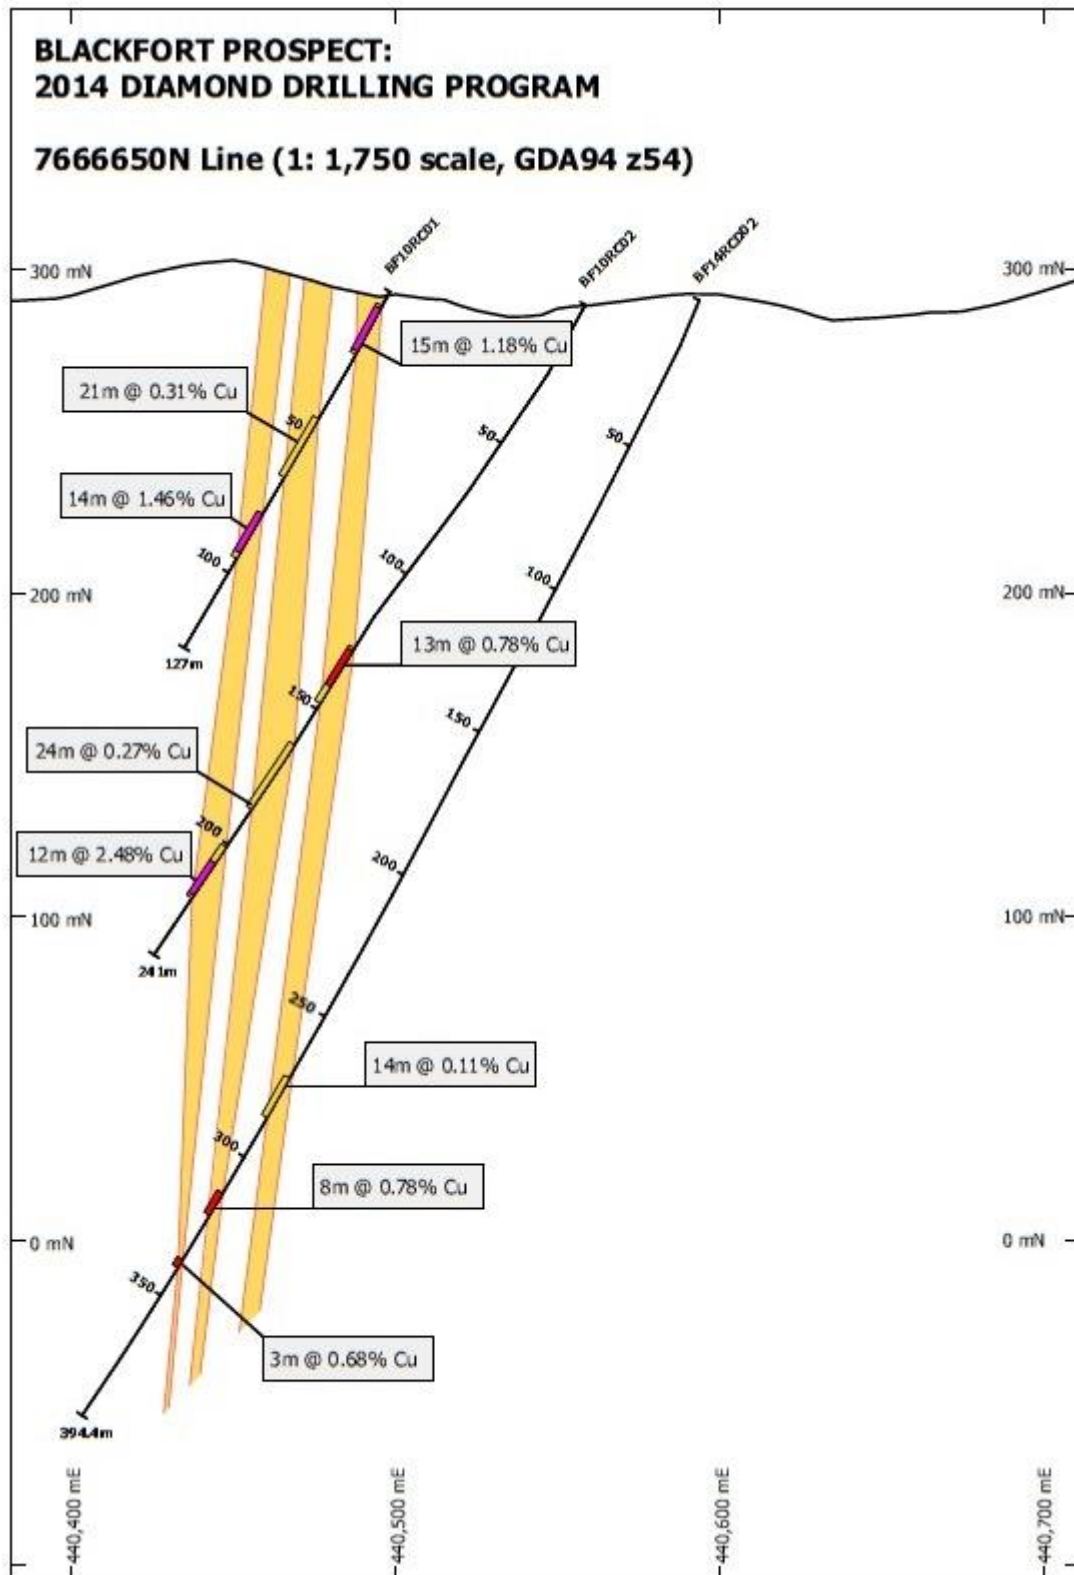 BLACKFORT PROSPECT:
2014 DIAMOND DRILLING PROGRAM
7666650N Line (1: 1,750 scale, GDA94 z54)
BF10RC01
BF10RC02
BF14RCD02
300 mN
300 mN
15m @ 1.18% Cu
21m @ 0.31% Cu
50
50
50
14m @ 1.46% Cu
100
100
100
200 mN
200 mN
13m @ 0.78% Cu
127m
150
150
24m @ 0.27% Cu
200
12m @ 2.48% Cu
200
100 mN
100 mN
241m
250
14m @ 0.11% Cu
300
8m @ 0.78% Cu
0 mN
0 mN
350
3m @ 0.68% Cu
394.4m
440,400 mE
440,500 mE
440,600 mE
440,700 mE